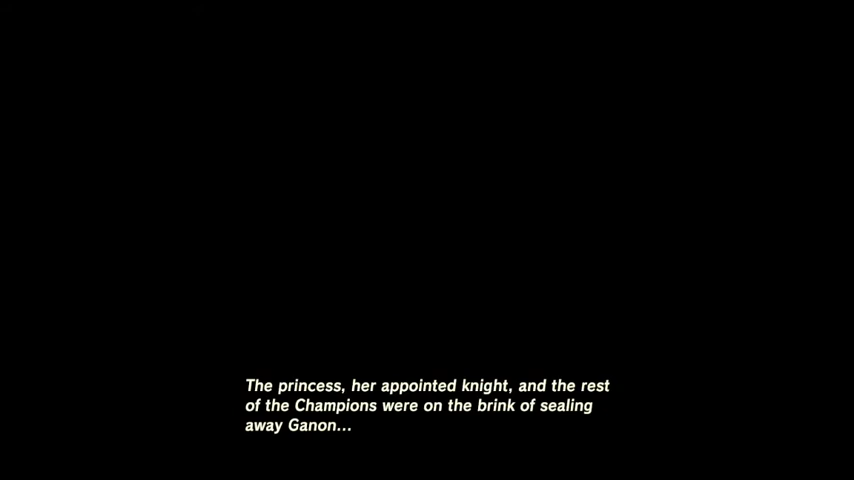 The princess, her appointed knight, and the rest
of the Champions were on the brink of sealing
away Ganon...